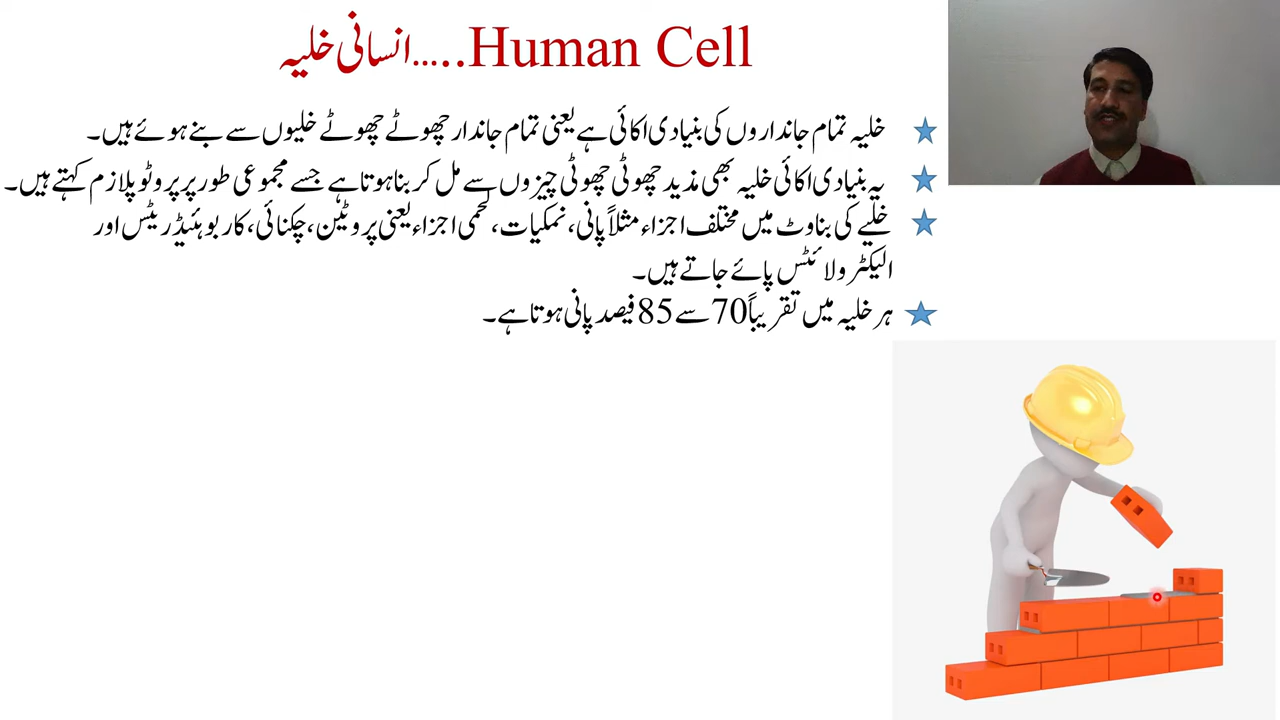 انسانی خلیہ.....Human Cell
خلیہ تمام جانداروں کی بنیادی اکائی ہے یعنی تمام جاندار چھوٹے چھوٹے خلیوں سے بنے ہوئے ہیں۔
یہ بنیادی اکائی خلیہ بھی مذید چھوٹی چھوٹی چیزوں سے مل کر بنا ہوتا ہے جسے مجموعی طور پر پروٹوپلازم کہتے ہیں۔
خلیے کی بناوٹ میں مختلف اجزاء مثلاً پانی، نمکیات، لحمی اجزاء یعنی پروٹین، چکنائی، کاربوہئیڈریٹس اور
الیکٹرولائٹس پائے جاتے ہیں۔
ہر خلیہ میں تقریباً 70 سے 85 فیصد پانی ہوتا ہے۔